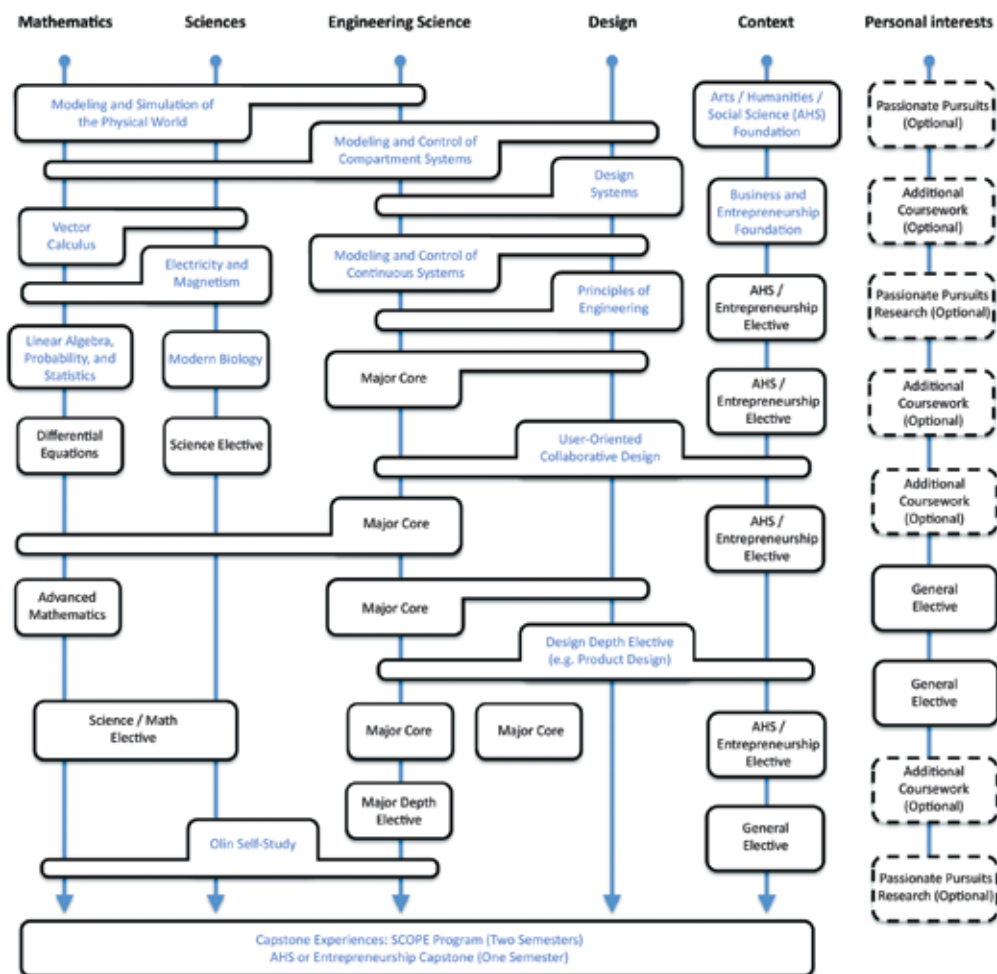 Mathematics
Sciences
Engineering Science
Design
Context
Personal interests
Modeling and Simulation of
the Physical World
Arts / Humanities /
Social Science (AHS)
Foundation
Passionate Pursuits
(Optional)
Modeling and Control of
Compartment Systems
Design
Systems
Business and
Entrepreneurship
Foundation
Additional
Coursework
(Optional)
Vector
Calculus
Electricity and
Magnetism
Modeling and Control of
Continuous Systems
Principles of
Engineering
AHS /
Entrepreneurship
Elective
Passionate Pursuits
Research (Optional)
Linear Algebra,
Probability, and
Statistics
Modern Biology
Major Core
AHS /
Entrepreneurship
Elective
Additional
Coursework
(Optional)
Differential
Equations
Science Elective
User-Oriented
Collaborative Design
Additional
Coursework
(Optional)
Major Core
AHS /
Entrepreneurship
Elective
Advanced
Mathematics
Major Core
General
Elective
Design Depth Elective
(e.g. Product Design)
General
Elective
Science / Math
Elective
Major Core
Major Core
AHS /
Entrepreneurship
Elective
Additional
Coursework
(Optional)
Major Depth
Elective
Olin Self-Study
General
Elective
Passionate Pursuits
Research (Optional)
Capstone Experiences: SCOPE Program (Two Semesters)
AHS or Entrepreneurship Capstone (One Semester)